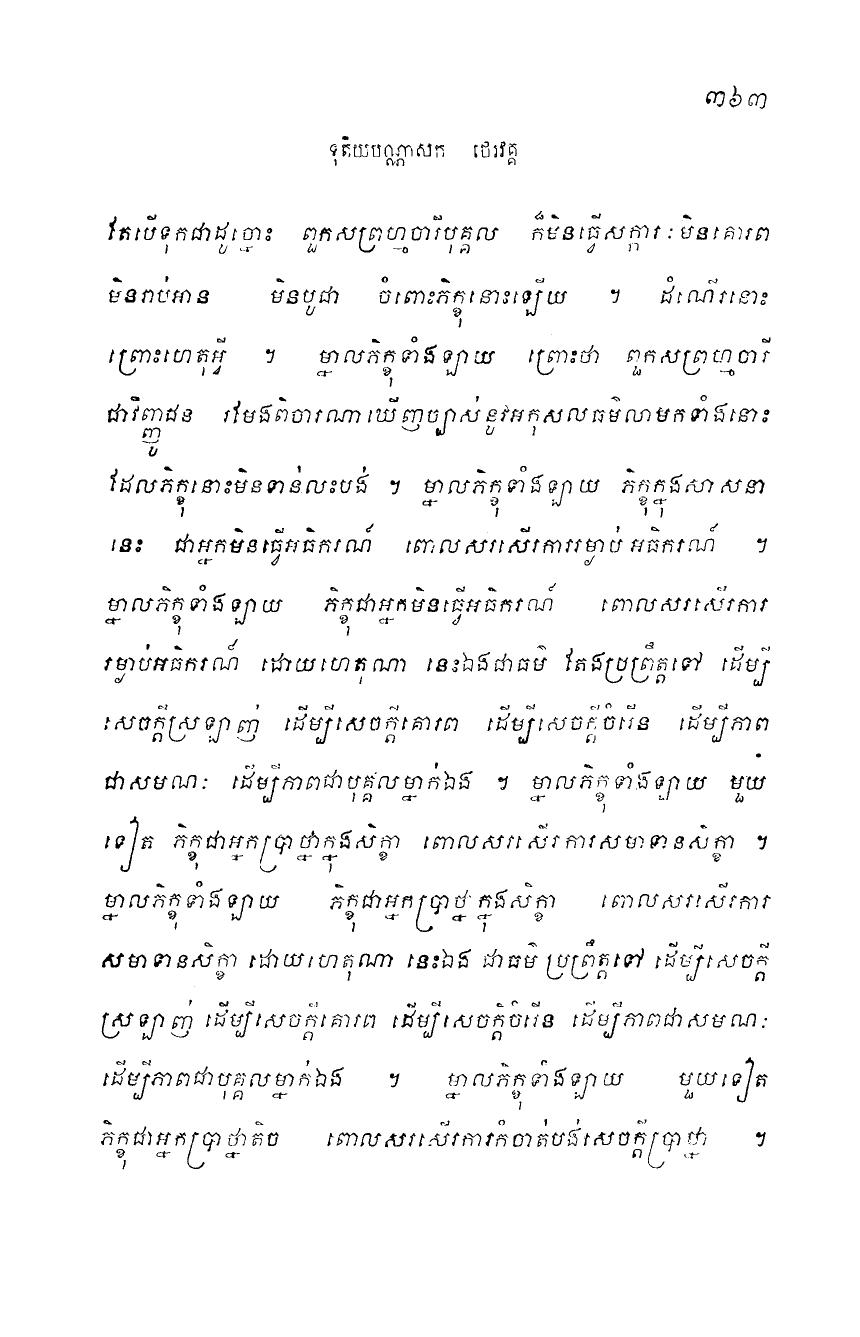 ៣៦៣
ទុតិយបណ្ណាសក ថេរវគ្គ
តែបើទុកជាដូច្នោះ ពួកសព្រហ្មចារីបុគ្គល ក៏មិនធ្វើសក្ការៈ មិនគោរព
មិនរាប់អាន មិនបូជា ចំពោះភិក្ខុនោះឡើយ ។ ដំណើរនោះ
ព្រោះហេតុអ្វី ។ ម្នាលភិក្ខុទាំងឡាយ ព្រោះថា ពួកសព្រហ្មចារី
ជាវិញ្ញូជន រមែងពិចារណាឃើញច្បាស់នូវអកុសលធម៌លាមកទាំងនោះ
ដែលភិក្ខុនោះមិនទាន់លះបង់ ។ ម្នាលភិក្ខុទាំងឡាយ ភិក្ខុក្នុងសាសនា
នេះ ជាអ្នកមិនធ្វើអធិករណ៍ ពោលសរសើរការរម្ងាប់អធិករណ៍ ។
ម្នាលភិក្ខុទាំងឡាយ ភិក្ខុជាអ្នកមិនធ្វើអធិករណ៍ ពោលសរសើរការ
រម្ងាប់អធិករណ៍ ដោយហេតុណា នេះឯងជាធម៌ តែងប្រព្រឹត្តទៅ ដើម្បី
សេចក្តីស្រឡាញ់ ដើម្បីសេចក្តីគោរព ដើម្បីសេចក្តីចំរើន ដើម្បីភាព
ជាសមណៈ ដើម្បីភាពជាបុគ្គលម្នាក់ឯង ។ ម្នាលភិក្ខុទាំងឡាយ មួយ
ទៀត ភិក្ខុជាអ្នកប្រាថ្នាក្នុងសិក្ខា ពោលសរសើរការសមាទានសិក្ខា ។
ម្នាលភិក្ខុទាំងឡាយ ភិក្ខុជាអ្នកប្រាថ្នាក្នុងសិក្ខា ពោលសរសើរការ
សមាទានសិក្ខា ដោយហេតុណា នេះឯង ជាធម៌ ប្រព្រឹត្តទៅ ដើម្បីសេចក្តី
ស្រឡាញ់ ដើម្បីសេចក្តីគោរព ដើម្បីសេចក្តិចំរើន ដើម្បីភាពជាសមណៈ
ដើម្បីភាពជាបុគ្គលម្នាក់ឯង ។ ម្នាលភិក្ខុទាំងឡាយ មួយទៀត
ភិក្ខុជាអ្នកប្រាថ្នាតិច ពោលសរសើរការកំចាត់បង់សេចក្តីប្រាថ្នា ។